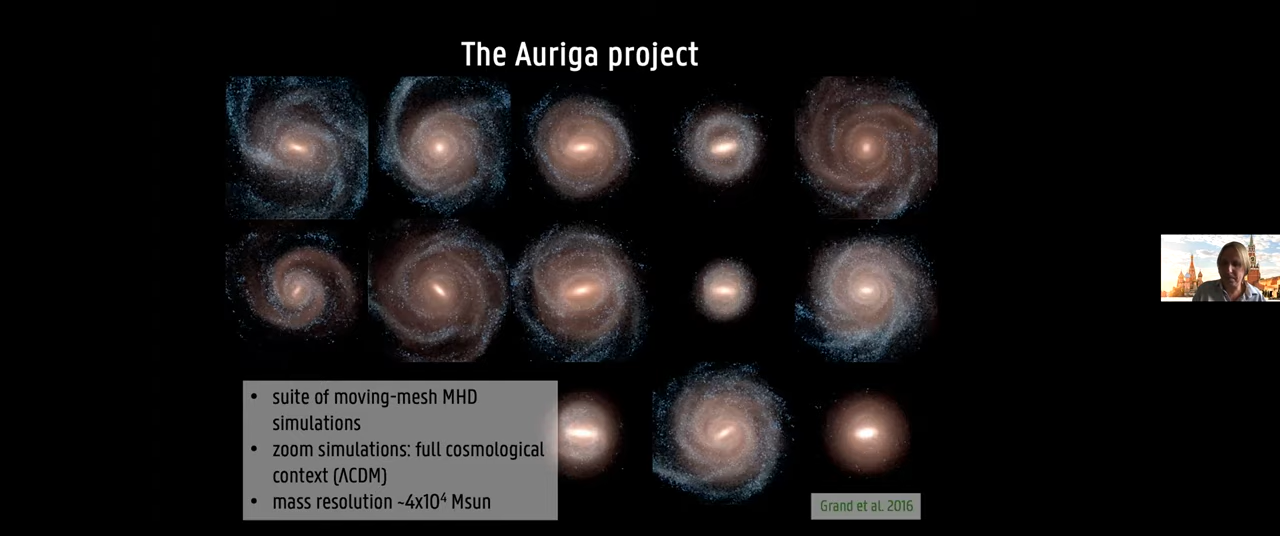 The Auriga project
• suite of moving-mesh MHD
simulations
• zoom simulations: full cosmological
context (ΛCDM)
• mass resolution ~4x10⁴ Msun
Grand et al. 2016